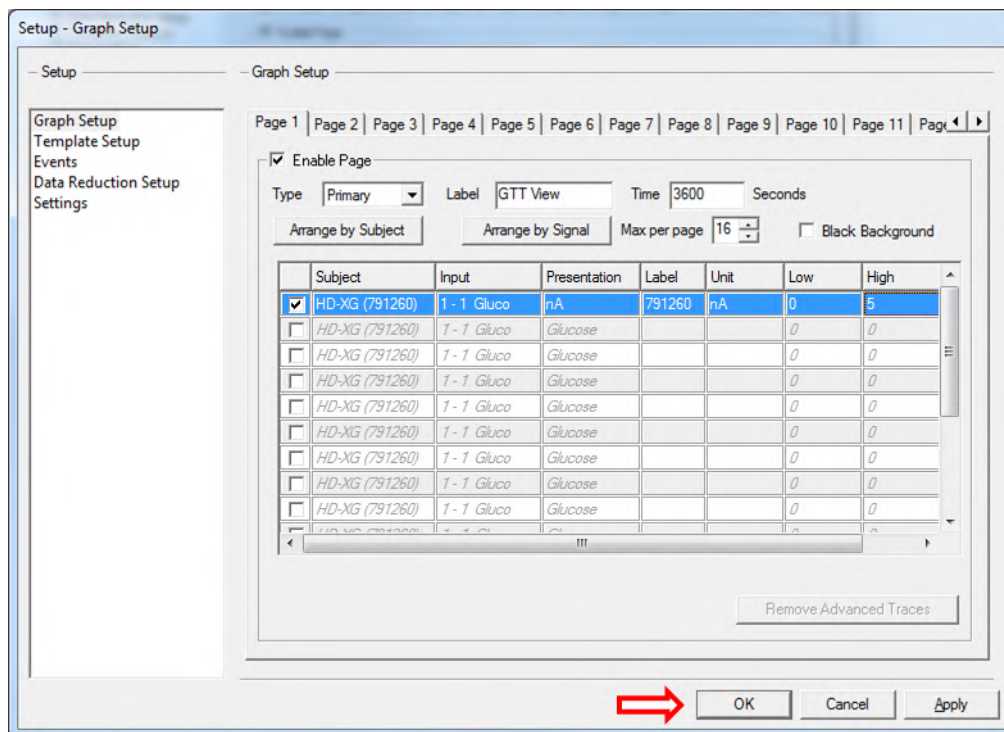 Setup - Graph Setup
Setup
Graph Setup
Template Setup
Events
Data Reduction Setup
Settings
Graph Setup
Page 1 Page 2 Page 3 Page 4 Page 5 Page 6 Page 7 Page 8 Page 9 Page 10 Page 11 Page
Enable Page
Type Primary Label GTT View Time 3600 Seconds
Arrange by Subject Arrange by Signal Max per page 16 Black Background
Subject Input Presentation Label Unit Low High
HD-XG (791260) 1 - 1 Gluco nA 791260 nA 0 5
HD-XG (791260) 1 - 1 Gluco Glucose 0 0
HD-XG (791260) 1 - 1 Gluco Glucose 0 0
HD-XG (791260) 1 - 1 Gluco Glucose 0 0
HD-XG (791260) 1 - 1 Gluco Glucose 0 0
HD-XG (791260) 1 - 1 Gluco Glucose 0 0
HD-XG (791260) 1 - 1 Gluco Glucose 0 0
HD-XG (791260) 1 - 1 Gluco Glucose 0 0
HD-XG (791260) 1 - 1 Gluco Glucose 0 0
Remove Advanced Traces
OK Cancel Apply